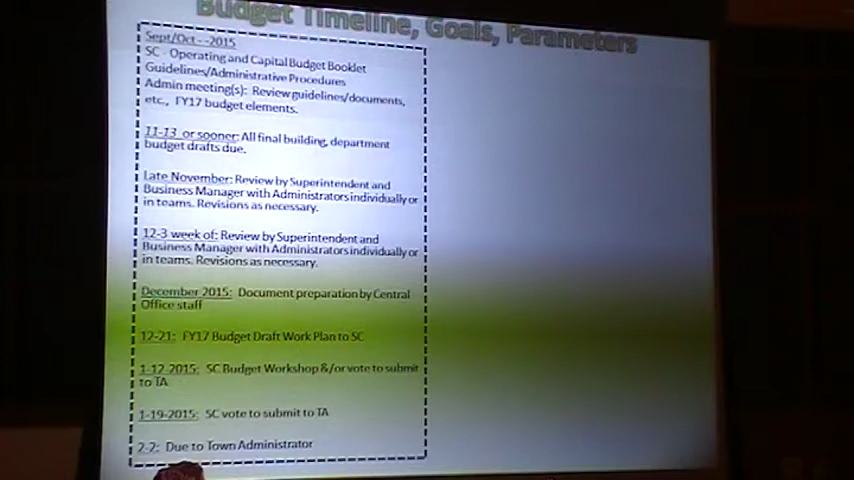 Budget Timeline, Goals, Parameters
Sept/Oct--2015
SC - Operating and Capital Budget Booklet
Guidelines/Administrative Procedures
Admin meeting(s): Review guidelines/documents,
etc., FY17 budget elements.
11-13 or sooner: All final building, department
budget drafts due.
Late November: Review by Superintendent and
Business Manager with Administrators individually or
in teams. Revisions as necessary.
12-3 week of: Review by Superintendent and
Business Manager with Administrators individually or
in teams. Revisions as necessary.
December 2015: Document preparation by Central
Office staff
12-21: FY17 Budget Draft Work Plan to SC
1-12-2015: SC Budget Workshop &/or vote to submit
to TA
1-19-2015: SC vote to submit to TA
2-2: Due to Town Administrator